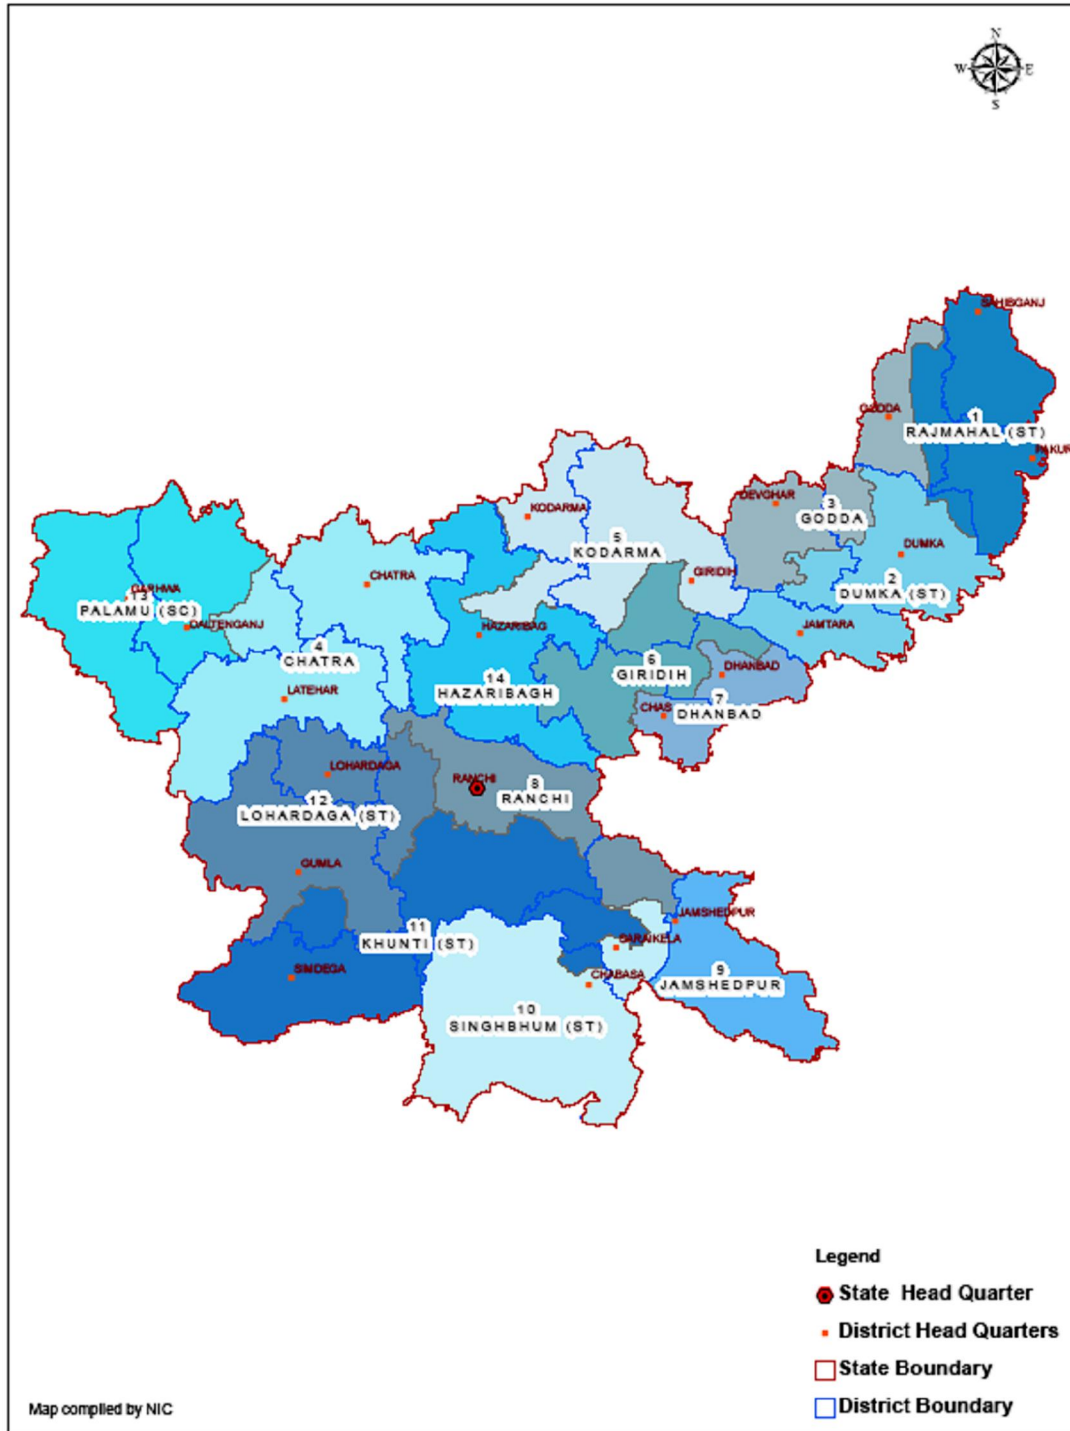 N
W E
S
SAHIBGANJ
GODDA
1
RAJMAHAL (ST)
PAKUR
DEVGHAR
3
GODDA
KODARMA
5
KODARMA
DUMKA
2
DUMKA (ST)
GIRIDIH
CHATRA
GARHWA
13
PALAMU (SC)
DALTENGANJ
JAMTARA
HAZARIBAG
4
CHATRA
6
GIRIDIH
DHANBAD
14
HAZARIBAGH
LATEHAR
7
DHANBAD
CHAS
LOHARDAGA
RANCHI
8
RANCHI
12
LOHARDAGA (ST)
GUMLA
JAMSHEDPUR
11
KHUNTI (ST)
SARAIKELA
SIMDEGA
CHABASA
9
JAMSHEDPUR
10
SINGHBHUM (ST)
Legend
State Head Quarter
District Head Quarters
State Boundary
District Boundary
Map compiled by NIC